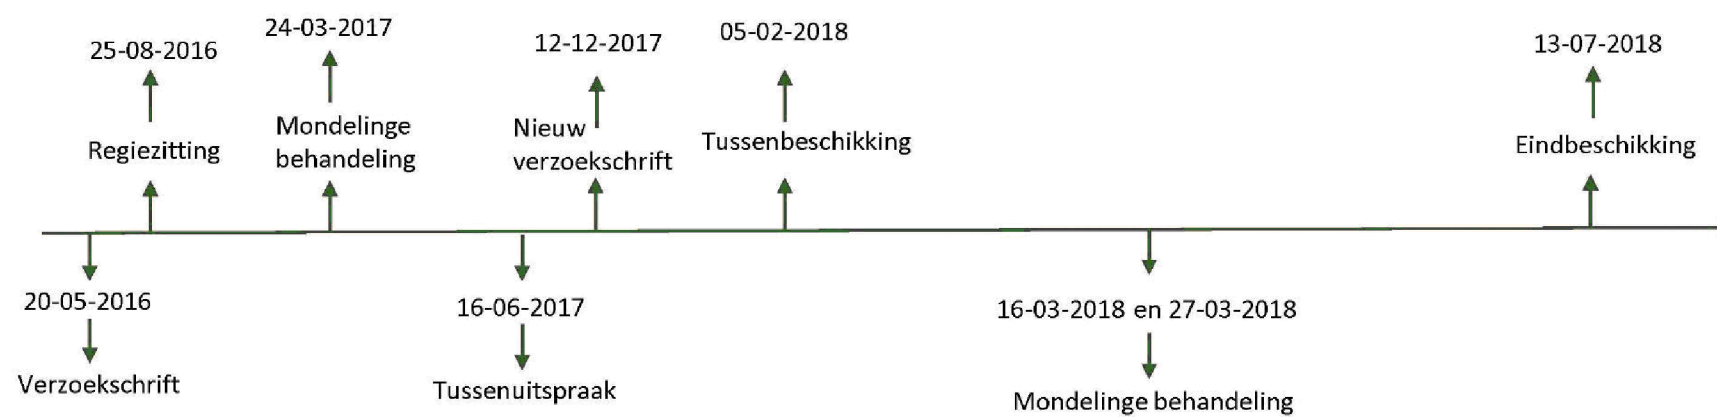 25-08-2016
Regiezitting
24-03-2017
Mondelinge
behandeling
12-12-2017
Nieuw
verzoekschrift
05-02-2018
Tussenbeschikking
13-07-2018
Eindbeschikking
20-05-2016
Verzoekschrift
16-06-2017
Tussenuitspraak
16-03-2018 en 27-03-2018
Mondelinge behandeling